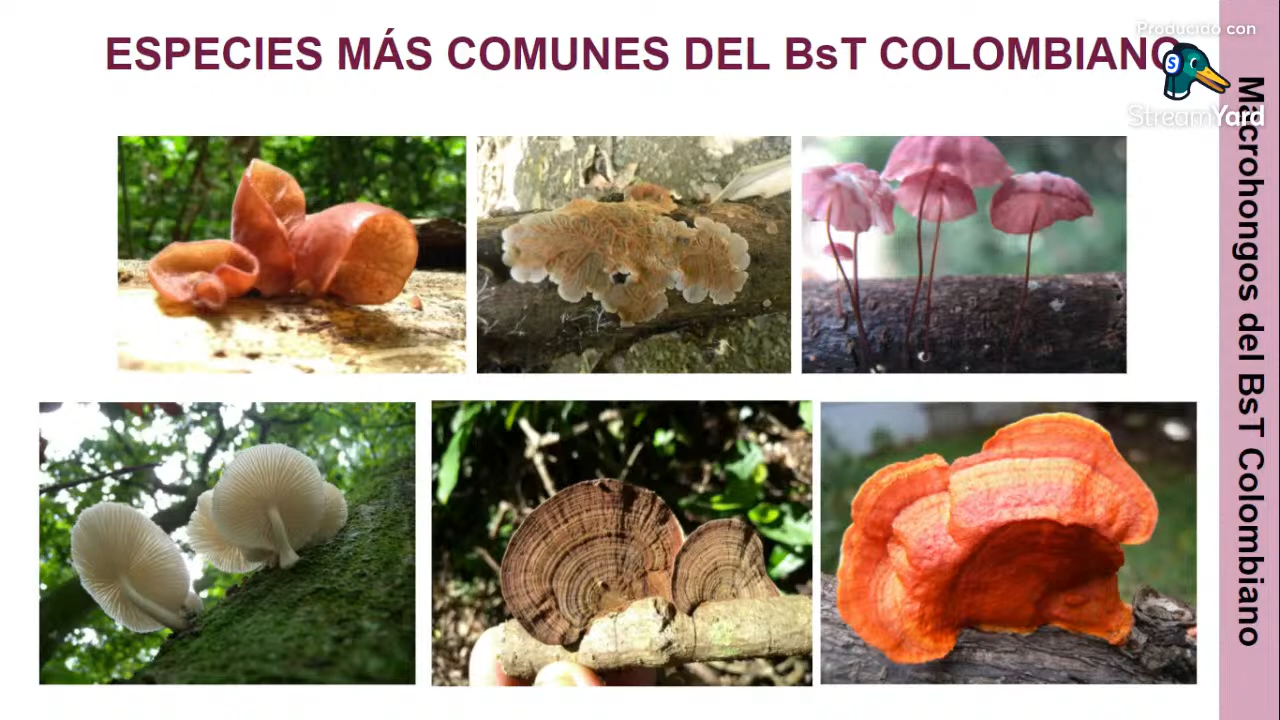 ESPECIES MÁS COMUNES DEL BsT COLOMBIANO
Producido con
S
StreamYard
Macrohongos del BsT Colombiano